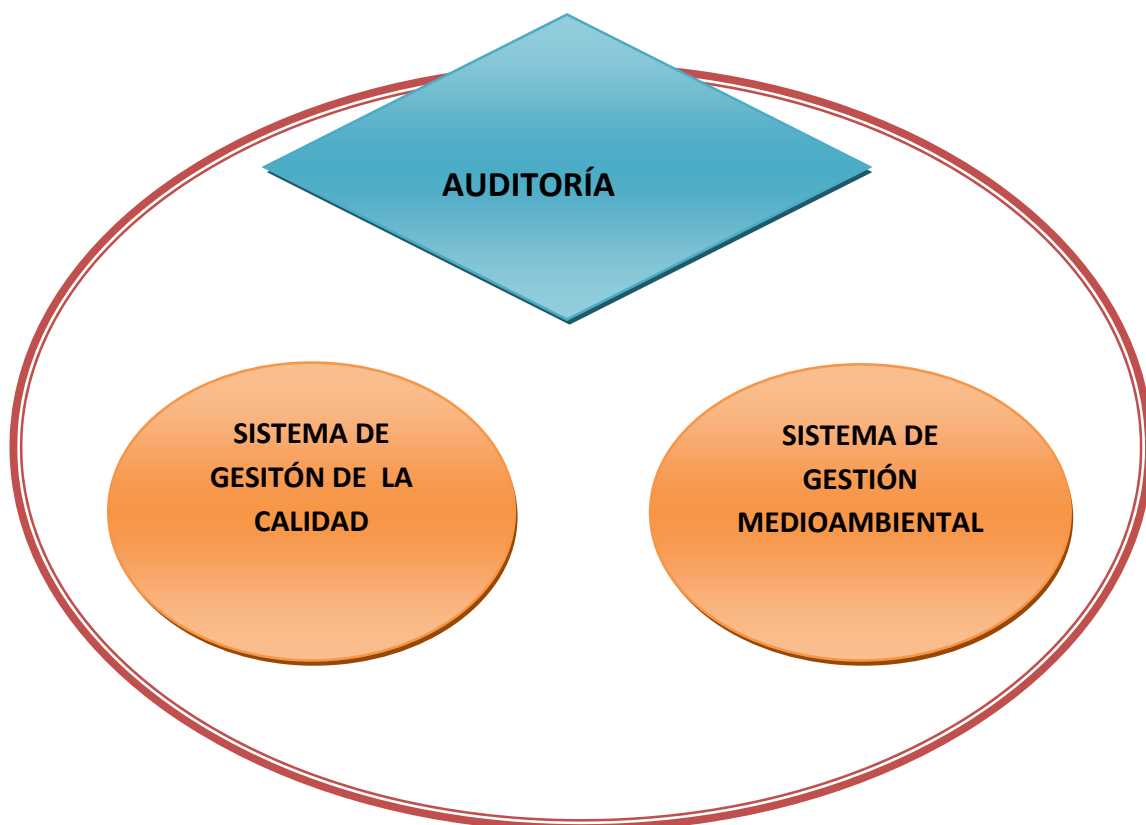 AUDITORÍA
SISTEMA DE
GESITÓN DE LA
CALIDAD
SISTEMA DE
GESTIÓN
MEDIOAMBIENTAL